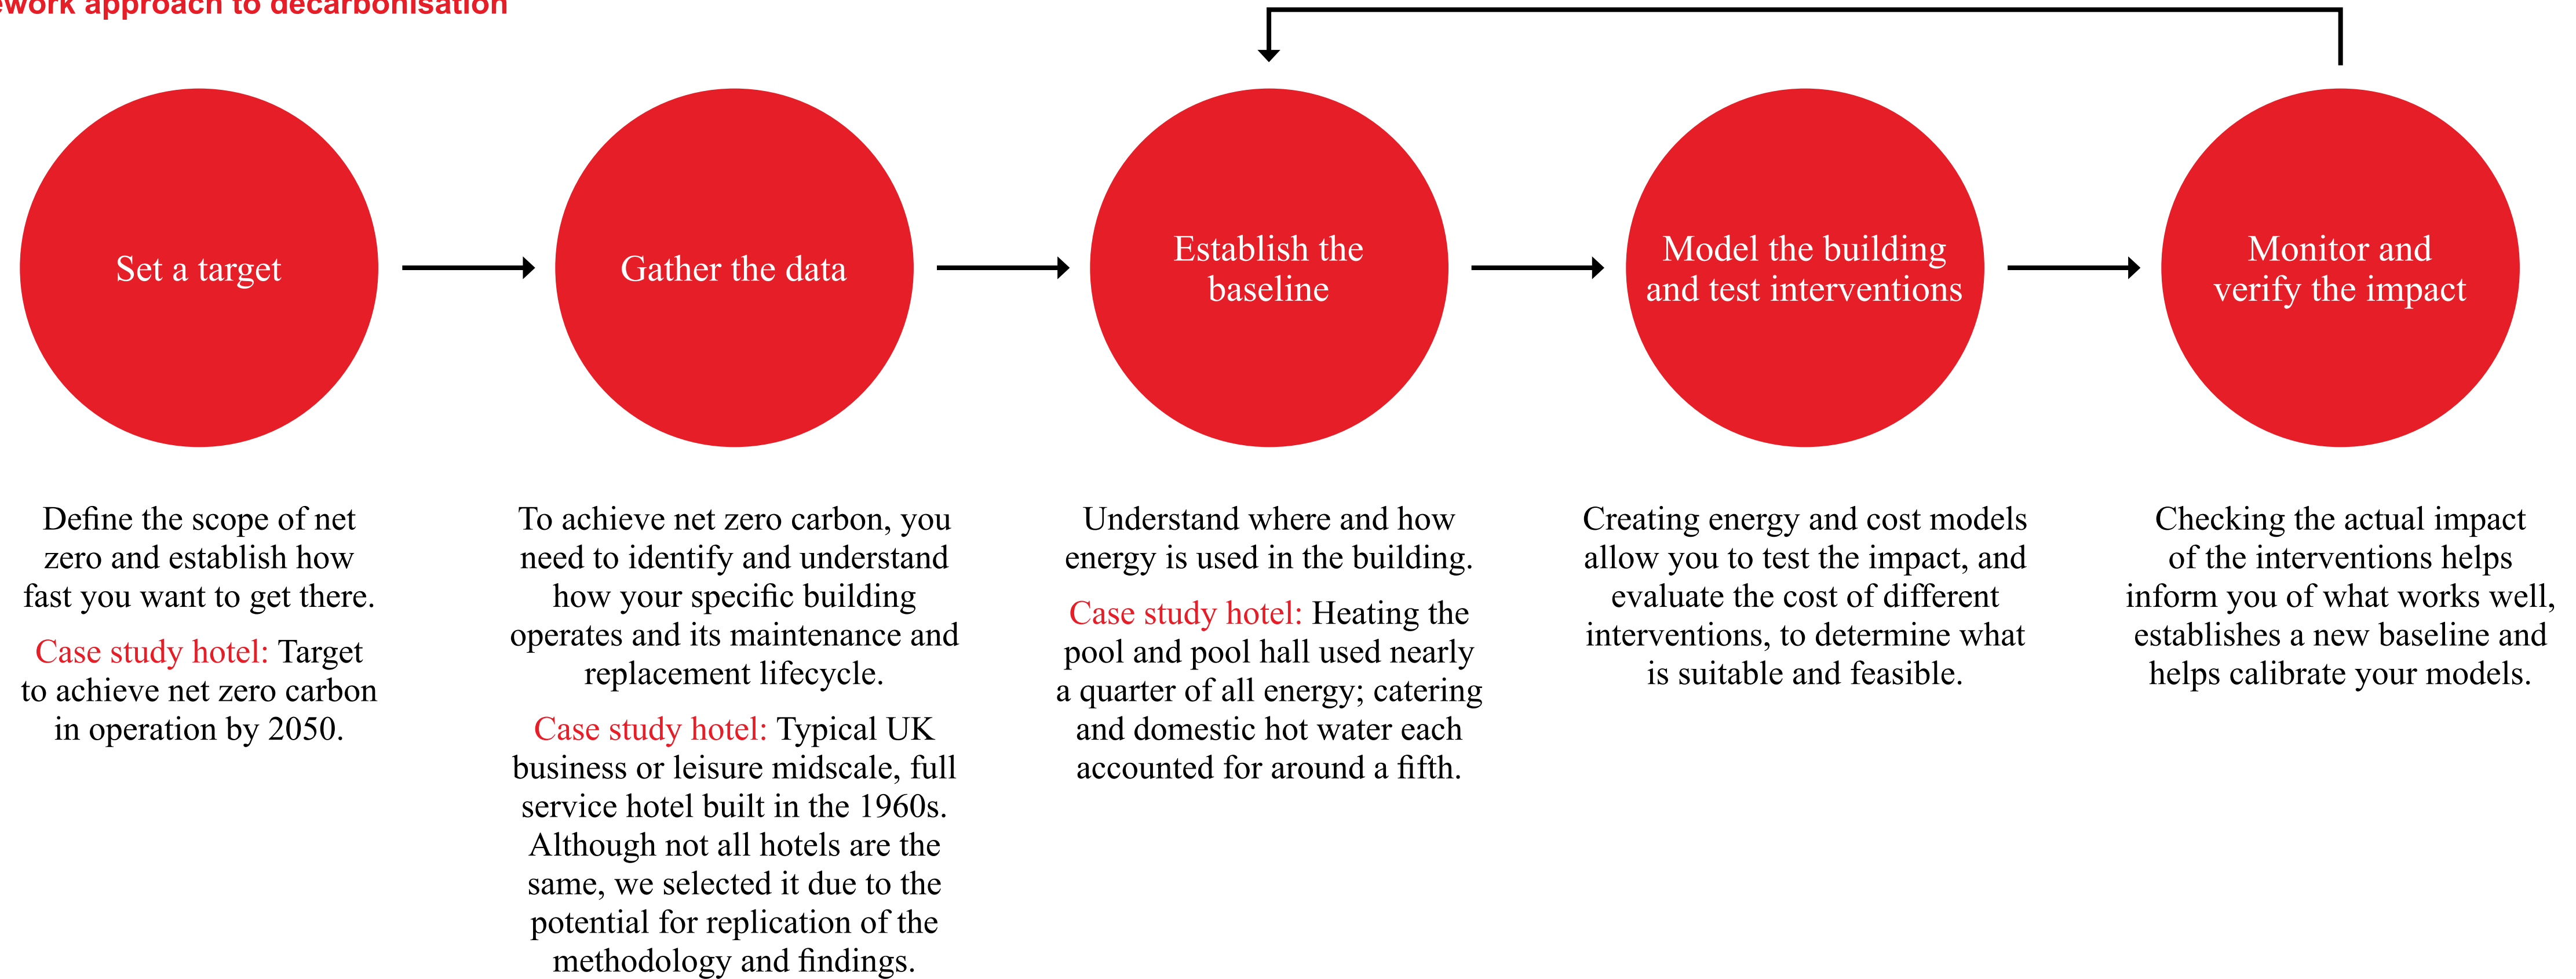 approach to decarbonisation
Set a target
Gather the data
Establish the
baseline
Model the building
and test interventions
Monitor and
verify the impact
Define the scope of net
zero and establish how
fast you want to get there.
Case study hotel: Target
to achieve net zero carbon
in operation by 2050.
To achieve net zero carbon, you
need to identify and understand
how your specific building
operates and its maintenance and
replacement lifecycle.
Case study hotel: Typical UK
business or leisure midscale, full
service hotel built in the 1960s.
Although not all hotels are the
same, we selected it due to the
potential for replication of the
methodology and findings.
Understand where and how
energy is used in the building.
Case study hotel: Heating the
pool and pool hall used nearly
a quarter of all energy; catering
and domestic hot water each
accounted for around a fifth.
Creating energy and cost models
allow you to test the impact, and
evaluate the cost of different
interventions, to determine what
is suitable and feasible.
Checking the actual impact
of the interventions helps
inform you of what works well,
establishes a new baseline and
helps calibrate your models.